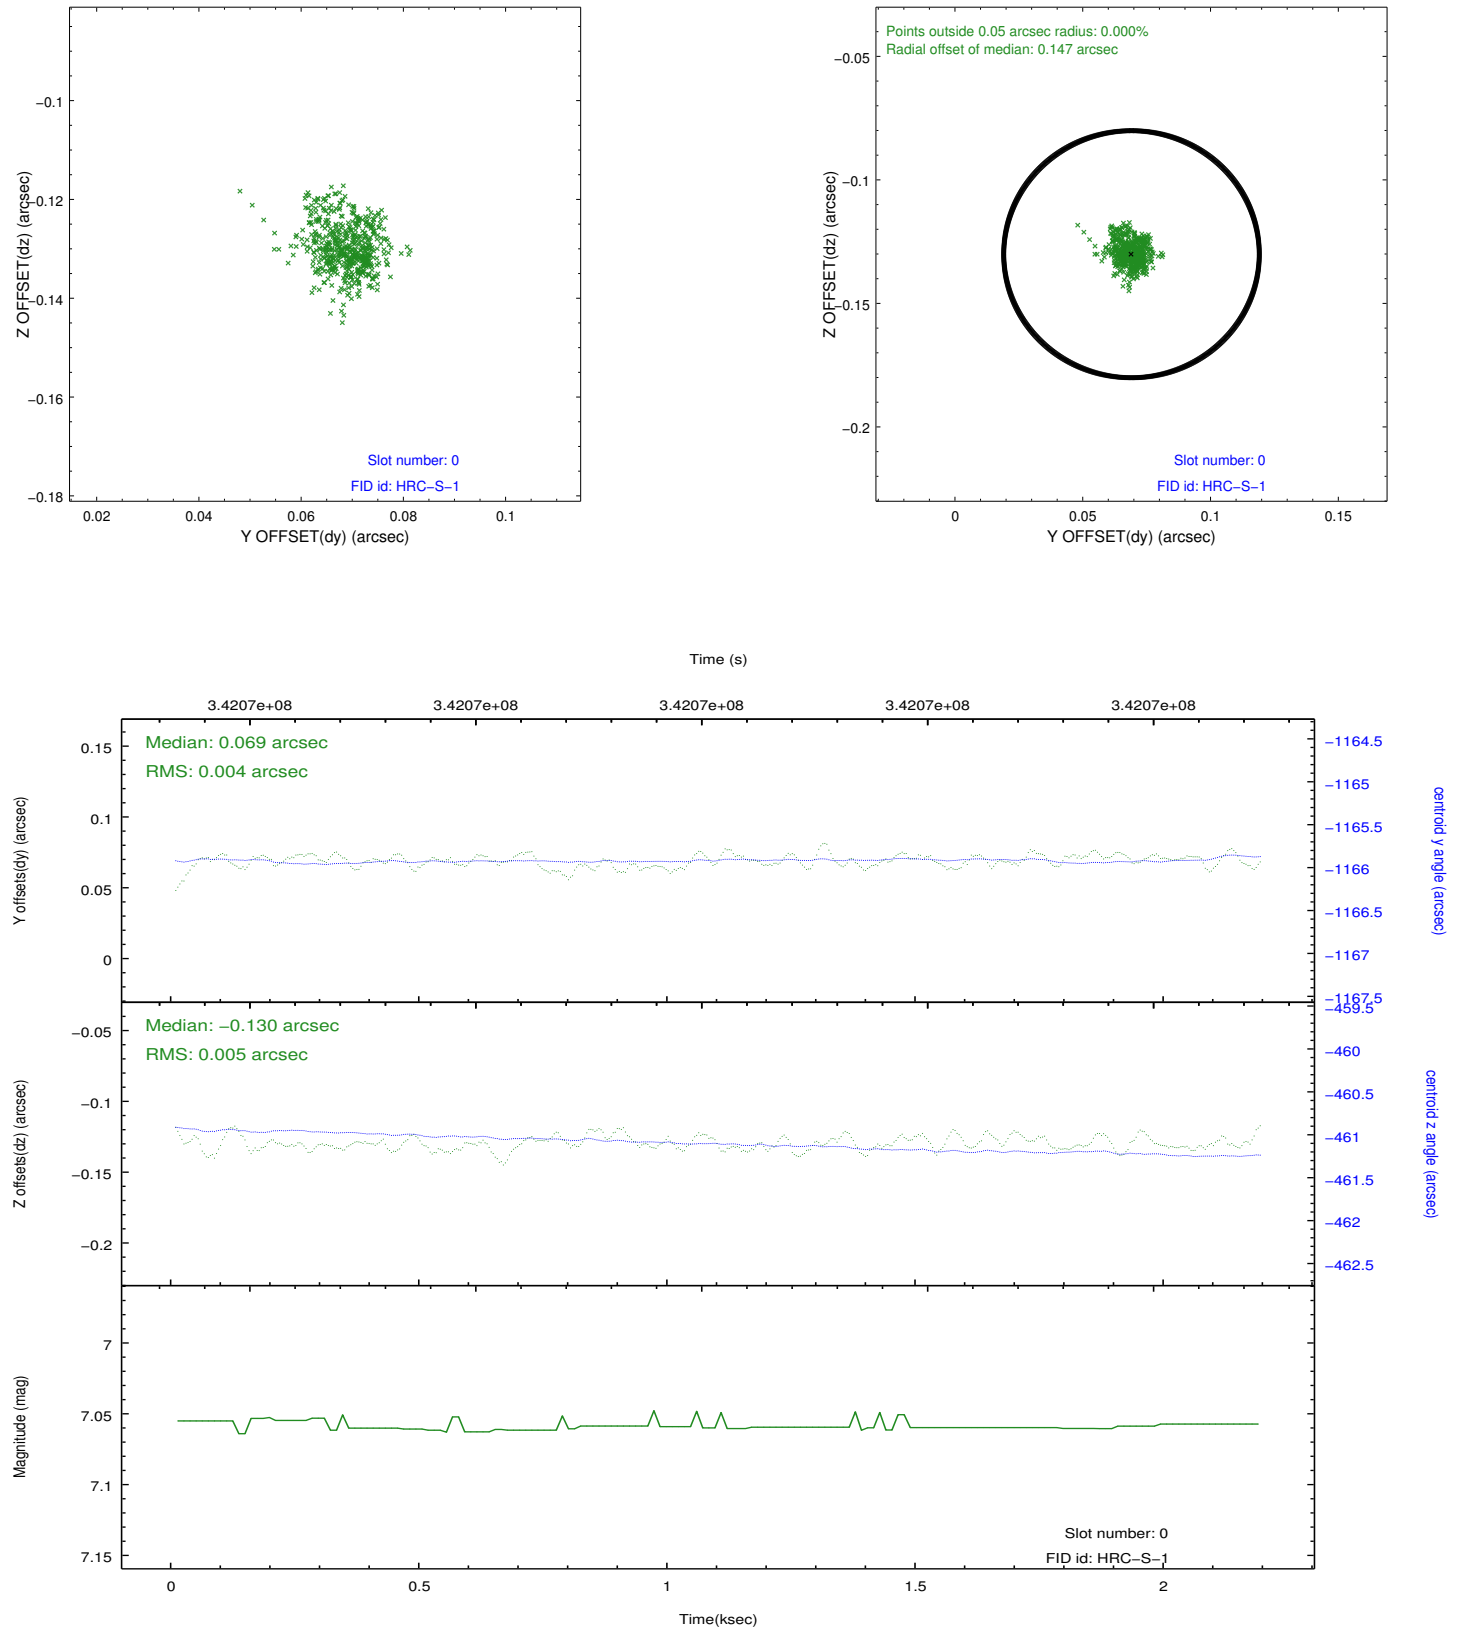 −0.1
−0.12
−0.14
−0.16
−0.18
Z OFFSET(dz) (arcsec)
Slot number: 0
FID id: HRC−S−1
0.02 0.04 0.06 0.08 0.1
Y OFFSET(dy) (arcsec)
Points outside 0.05 arcsec radius: 0.000%
Radial offset of median: 0.147 arcsec
−0.05
−0.1
−0.15
−0.2
Z OFFSET(dz) (arcsec)
Slot number: 0
FID id: HRC−S−1
0 0.05 0.1 0.15
Y OFFSET(dy) (arcsec)
Time (s)
3.4207e+08 3.4207e+08 3.4207e+08 3.4207e+08 3.4207e+08
Median: 0.069 arcsec
RMS: 0.004 arcsec
0.15
0.1
0.05
0
Y offsets(dy) (arcsec)
−1164.5
−1165
−1165.5
−1166
−1166.5
−1167
−1167.5
centroid y angle (arcsec)
Median: −0.130 arcsec
RMS: 0.005 arcsec
−0.05
−0.1
−0.15
−0.2
Z offsets(dz) (arcsec)
−459.5
−460
−460.5
−461
−461.5
−462
−462.5
centroid z angle (arcsec)
7
7.05
7.1
7.15
Magnitude (mag)
Slot number: 0
FID id: HRC−S−1
0 0.5 1 1.5 2
Time(ksec)